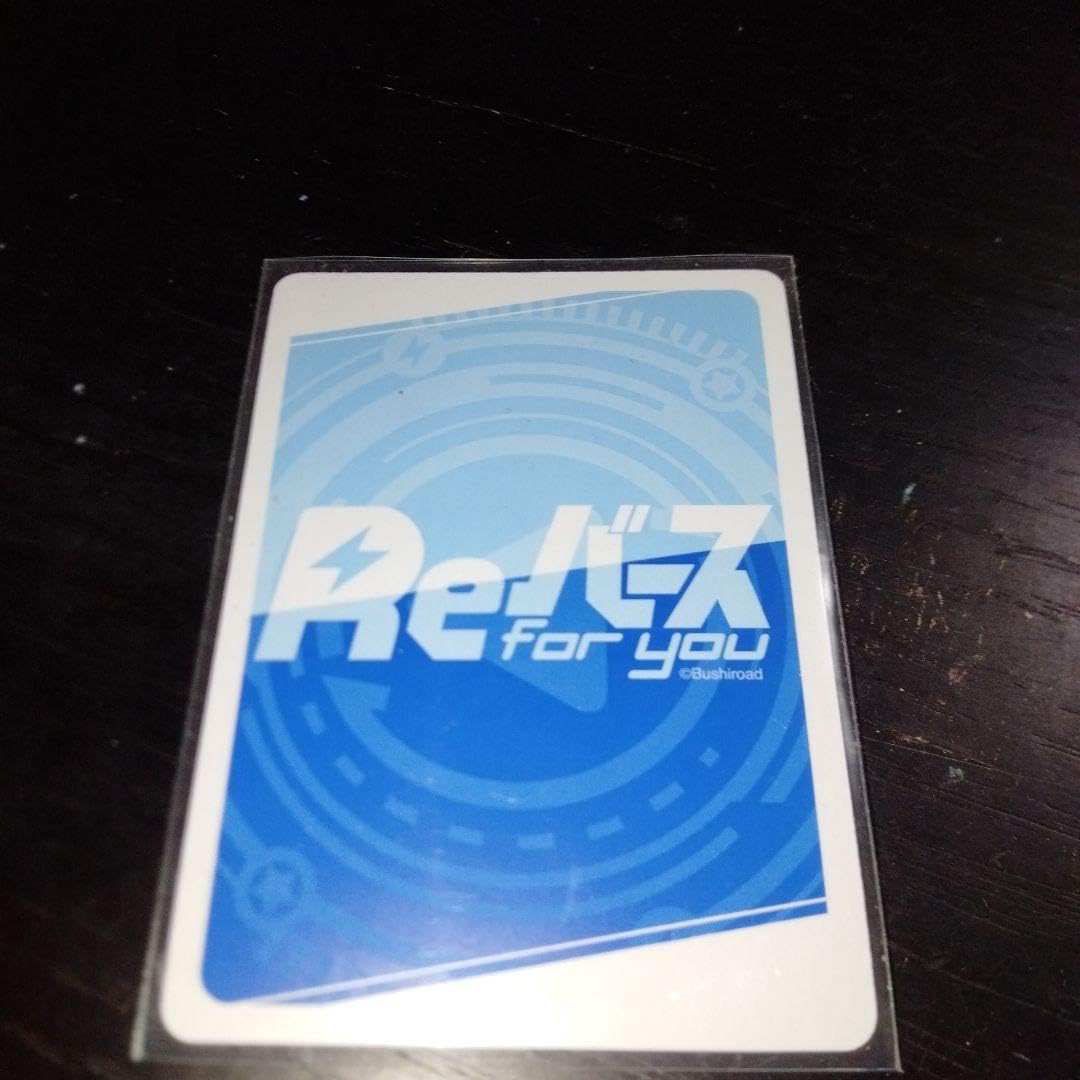 Reバース
for you
©Bushiroad